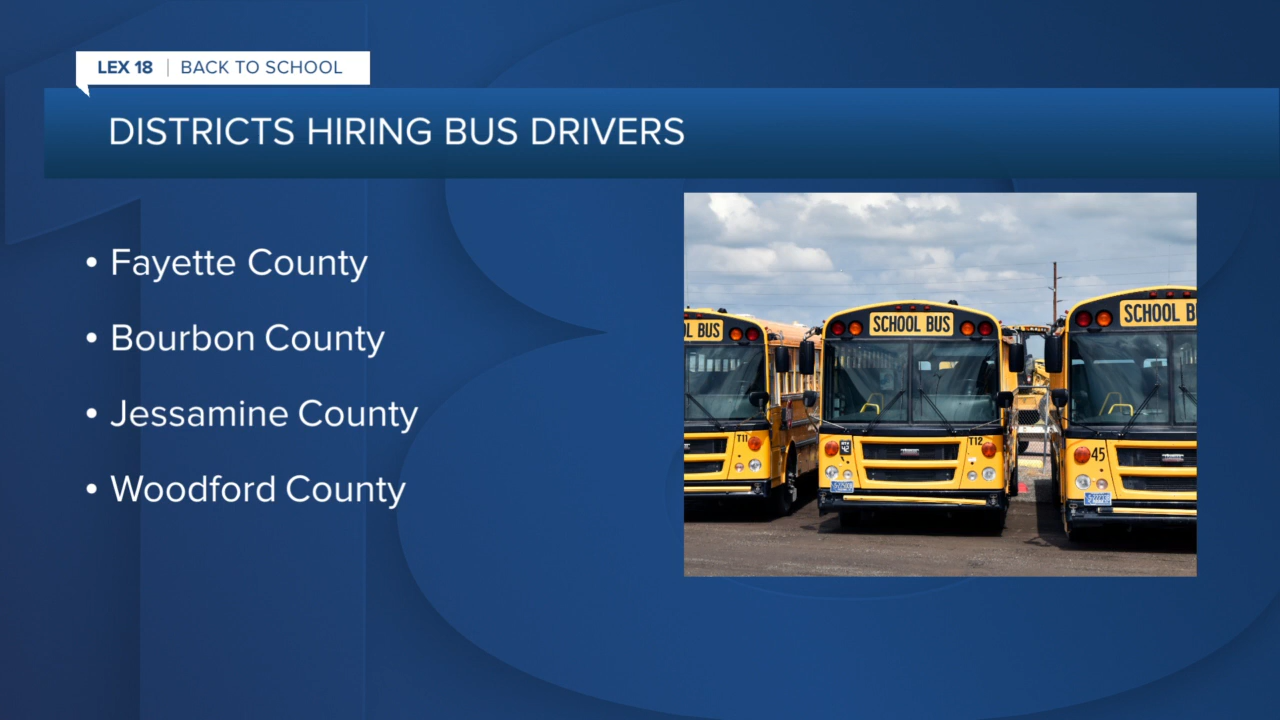 LEX 18 | BACK TO SCHOOL
DISTRICTS HIRING BUS DRIVERS
• Fayette County
• Bourbon County
• Jessamine County
• Woodford County
L BUS
SCHOOL BUS
SCHOOL B
T11
T12
42
45